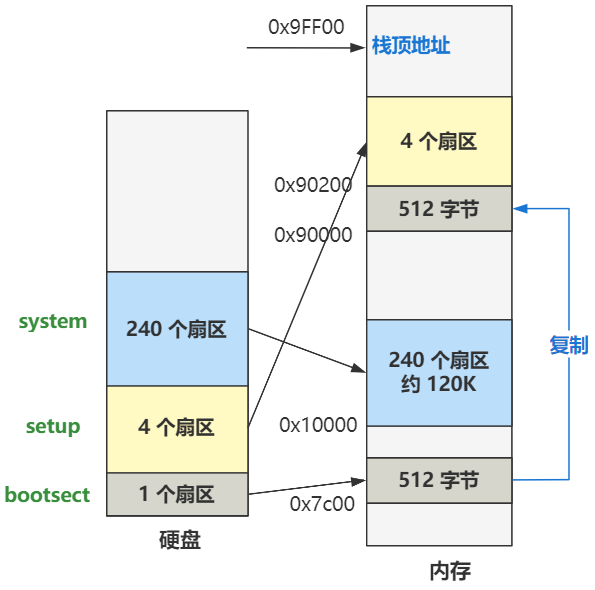 0x9FF00
栈顶地址
4 个扇区
0x90200
512 字节
0x90000
system
240 个扇区
240 个扇区
约 120K
复制
setup
4 个扇区
0x10000
bootsect
1 个扇区
512 字节
0x7c00
硬盘
内存